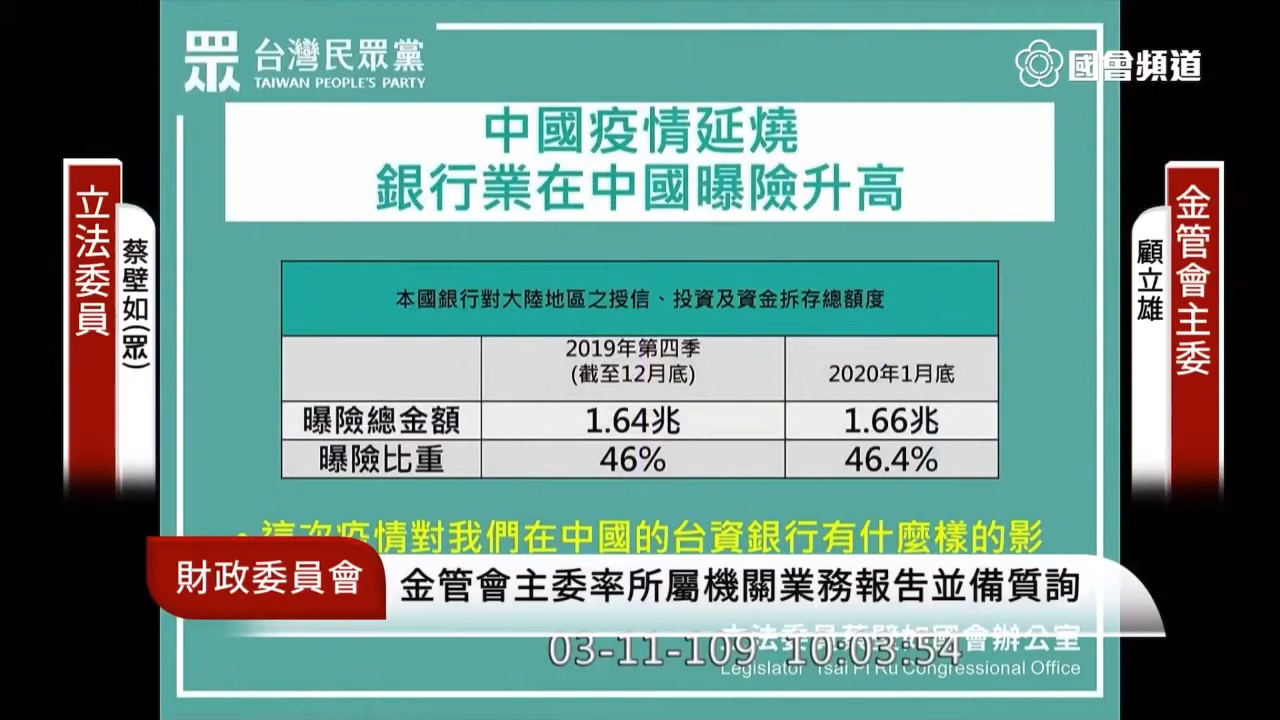 眾 台灣民眾黨
TAIWAN PEOPLE'S PARTY
國會頻道
中國疫情延燒
銀行業在中國曝險升高
立法委員
蔡壁如(眾)
金管會主委
顧立雄
本國銀行對大陸地區之授信、投資及資金拆存總額度
2019年第四季
(截至12月底)
2020年1月底
曝險總金額 1.64兆 1.66兆
曝險比重 46% 46.4%
• 這次疫情對我們在中國的台資銀行有什麼樣的影
財政委員會
金管會主委率所屬機關業務報告並備質詢
立法委員蔡壁如國會辦公室
03-11-109 10:03:54
Legislator Tsai Pi Ru Congressional Office